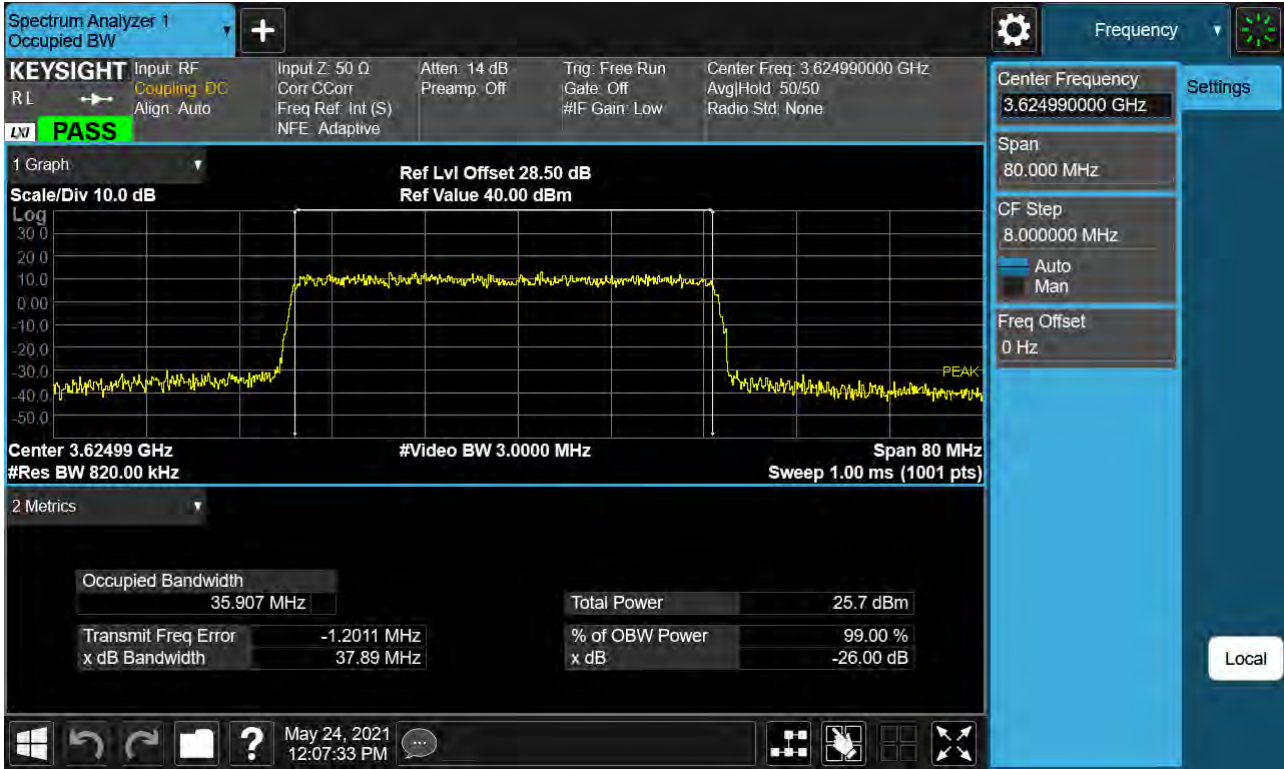 Spectrum Analyzer 1
Occupied BW
Frequency
KEYSIGHT
R L
LXI
PASS
Input: RF
Coupling: DC
Align: Auto
Input Z: 50 Ω
Corr CCorr
Freq Ref: Int (S)
NFE: Adaptive
Atten: 14 dB
Preamp: Off
Trig: Free Run
Gate: Off
#IF Gain: Low
Center Freq: 3.624990000 GHz
Avg|Hold: 50/50
Radio Std: None
Center Frequency
3.624990000 GHz
Settings
Span
80.000 MHz
CF Step
8.000000 MHz
Auto
Man
Freq Offset
0 Hz
Local
1 Graph
Scale/Div 10.0 dB
Ref Lvl Offset 28.50 dB
Ref Value 40.00 dBm
Log
30.0
20.0
10.0
0.00
-10.0
-20.0
-30.0
-40.0
-50.0
PEAK
Center 3.62499 GHz
#Video BW 3.0000 MHz
Span 80 MHz
#Res BW 820.00 kHz
Sweep 1.00 ms (1001 pts)
2 Metrics
Occupied Bandwidth
35.907 MHz
Total Power 25.7 dBm
Transmit Freq Error -1.2011 MHz
% of OBW Power 99.00 %
x dB Bandwidth 37.89 MHz
x dB -26.00 dB
?
May 24, 2021
12:07:33 PM